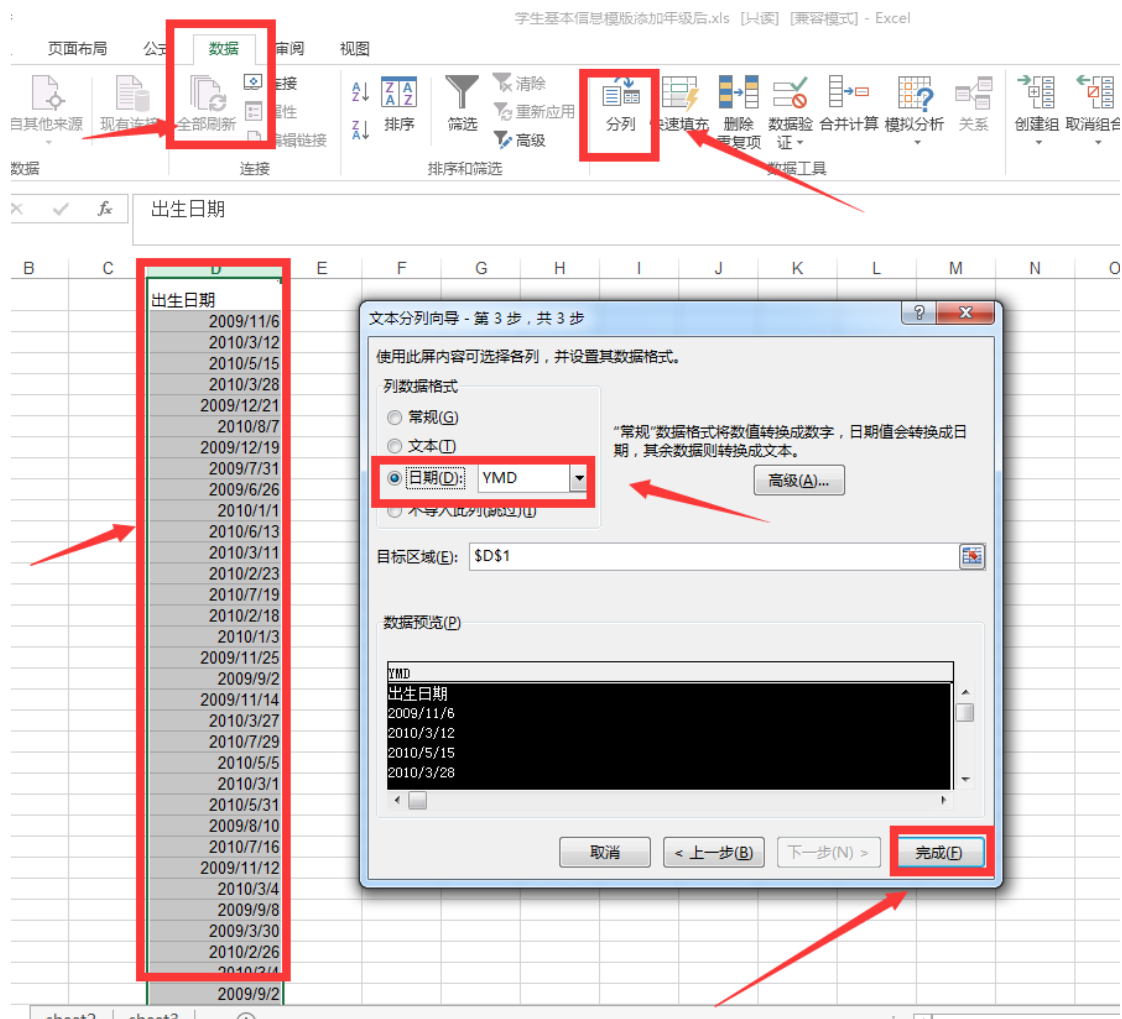 学生基本信息模版添加年级后.xls [只读] [兼容模式] - Excel
页面布局 公式 数据 审阅 视图
自其他来源 现有连接 全部刷新 连接 属性 编辑链接 排序 筛选 清除 重新应用 高级 分列 快速填充 删除 重复项 数据验证 合并计算 模拟分析 关系 创建组 取消组合
数据 连接 排序和筛选 数据工具
fx 出生日期
B C D E F G H I J K L M N O
出生日期
2009/11/6
2010/3/12
2010/5/15
2010/3/28
2009/12/21
2010/8/7
2009/12/19
2009/7/31
2009/6/26
2010/1/1
2010/6/13
2010/3/11
2010/2/23
2010/7/19
2010/2/18
2010/1/3
2009/11/25
2009/9/2
2009/11/14
2010/3/27
2010/7/29
2010/5/5
2010/3/1
2010/5/31
2009/8/10
2010/7/16
2009/11/12
2010/3/4
2009/9/8
2009/3/30
2010/2/26
2010/3/4
2009/9/2
文本分列向导 - 第 3 步，共 3 步
使用此屏内容可选择各列，并设置其数据格式。
列数据格式
常规(G)
文本(T)
日期(D): YMD
不导入此列(跳过)(I)
“常规”数据格式将数值转换成数字，日期值会转换成日
期，其余数据则转换成文本。
高级(A)...
目标区域(E): $D$1
数据预览(P)
YMD
出生日期
2009/11/6
2010/3/12
2010/5/15
2010/3/28
取消 < 上一步(B) 下一步(N) > 完成(F)
sheet2 sheet3